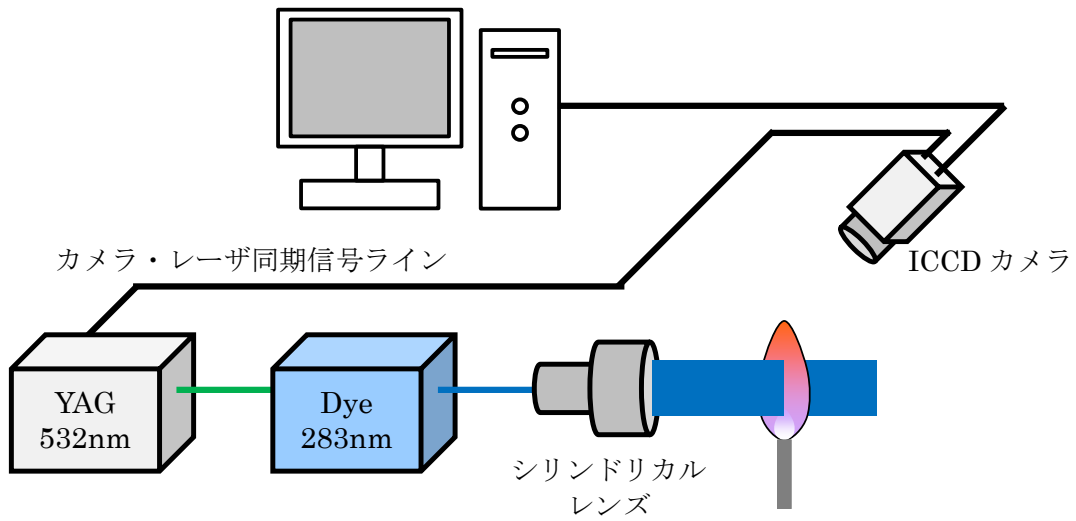 カメラ・レーザ同期信号ライン
ICCD カメラ
YAG
532nm
Dye
283nm
シリンドリカル
レンズ